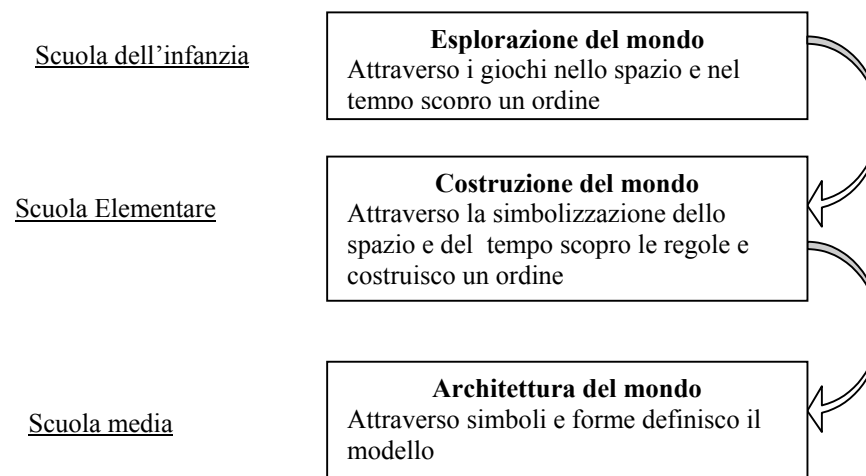 Scuola dell’infanzia
Esplorazione del mondo
Attraverso i giochi nello spazio e nel
tempo scopro un ordine
Scuola Elementare
Costruzione del mondo
Attraverso la simbolizzazione dello
spazio e del  tempo scopro le regole e
costruisco un ordine
Scuola media
Architettura del mondo
Attraverso simboli e forme definisco il
modello